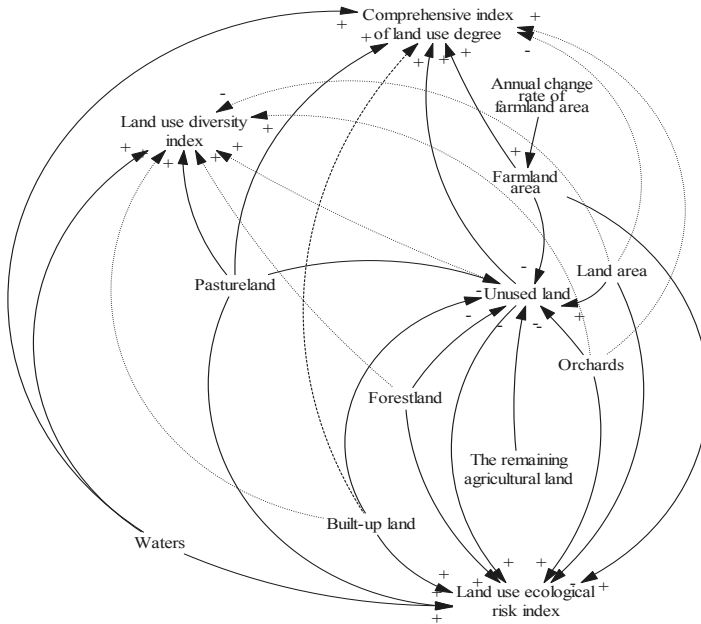 Comprehensive index
of land use degree
Annual change
rate of
farmland area
Land use diversity
index
Farmland
area
Pastureland
Land area
Unused land
Orchards
Forestland
The remaining
agricultural land
Built-up land
Waters
Land use ecological
risk index